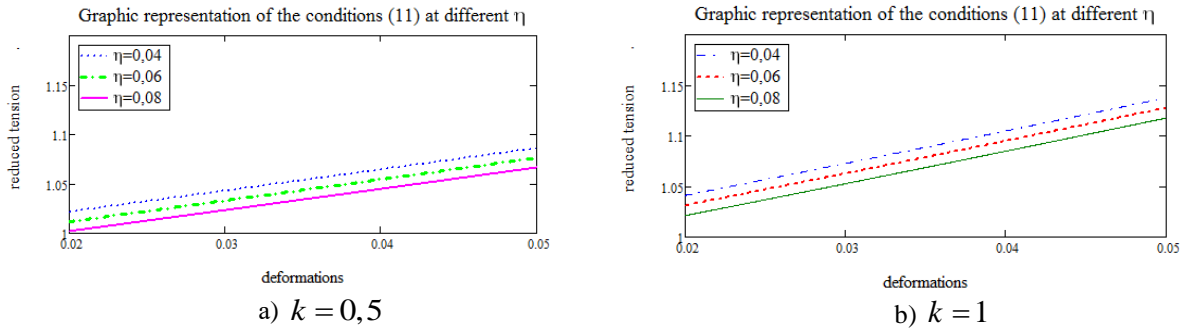 Graphic representation of the conditions (11) at different η
η=0,04
η=0,06
η=0,08
1.15
1.1
1.05
1
reduced tension
0.02 0.03 0.04 0.05
deformations
a) k = 0,5
Graphic representation of the conditions (11) at different η
η=0,04
η=0,06
η=0,08
1.15
1.10
1.05
1
reduced tension
0.02 0.03 0.04 0.05
deformations
b) k = 1